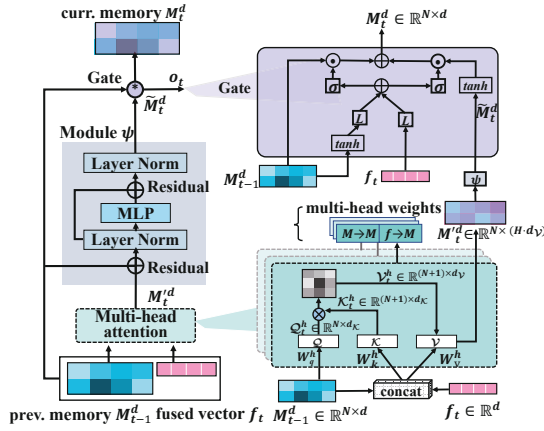 curr. memory M_t^d
Gate
*
o_t
M̃_t^d
Module ψ
Layer Norm
Residual
MLP
Layer Norm
Residual
M'_t^d
Multi-head
attention
prev. memory M_{t-1}^d fused vector f_t
M_t^d ∈ ℝ^{N×d}
Gate
σ
σ
tanh
L
L
tanh
M̃_t^d
M_{t-1}^d
f_t
ψ
multi-head weights
M→M f→M
M'_t^d ∈ ℝ^{N×(H·d_𝒱)}
𝒱_t^h ∈ ℝ^{(N+1)×d_𝒱}
𝒦_t^h ∈ ℝ^{(N+1)×d_𝒦}
𝒬_t^h ∈ ℝ^{N×d_𝒦}
𝒬 𝒦 𝒱
W_q^h W_k^h W_v^h
concat
M_{t-1}^d ∈ ℝ^{N×d}
f_t ∈ ℝ^d